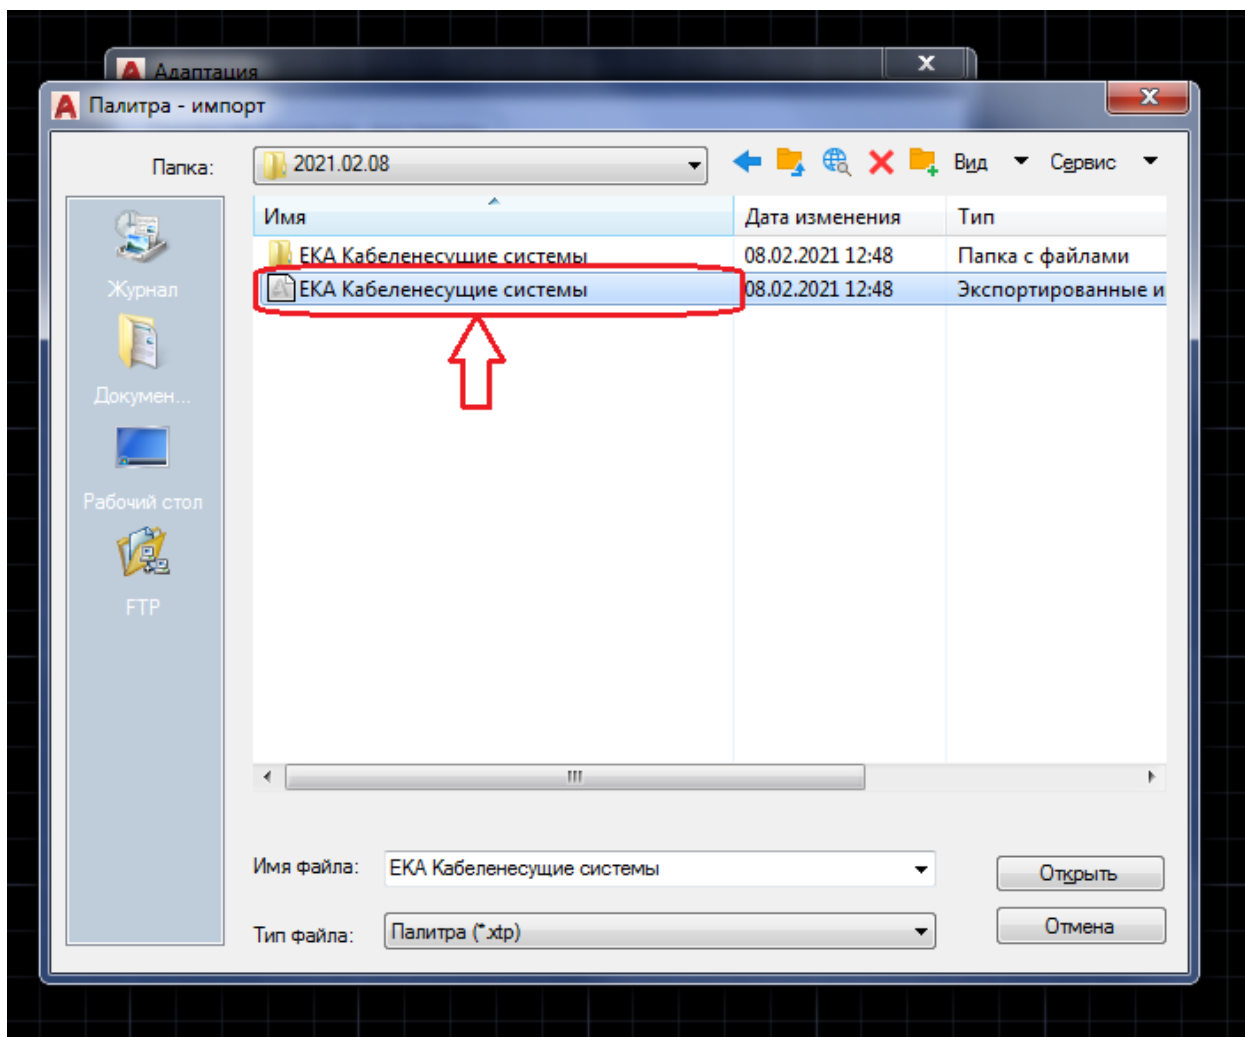 Адаптация
Палитра - импорт
Папка: 2021.02.08 Вид Сервис
Имя Дата изменения Тип
ЕКА Кабеленесущие системы 08.02.2021 12:48 Папка с файлами
ЕКА Кабеленесущие системы 08.02.2021 12:48 Экспортированные и
Журнал
Докумен...
Рабочий стол
FTP
Имя файла: ЕКА Кабеленесущие системы Открыть
Тип файла: Палитра (*.xtp) Отмена